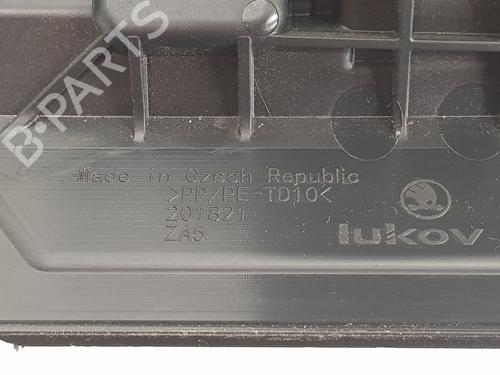 B-PARTS
Made in Czech Republic
>PP/PE-TD10<
201821
ZA5
lukov